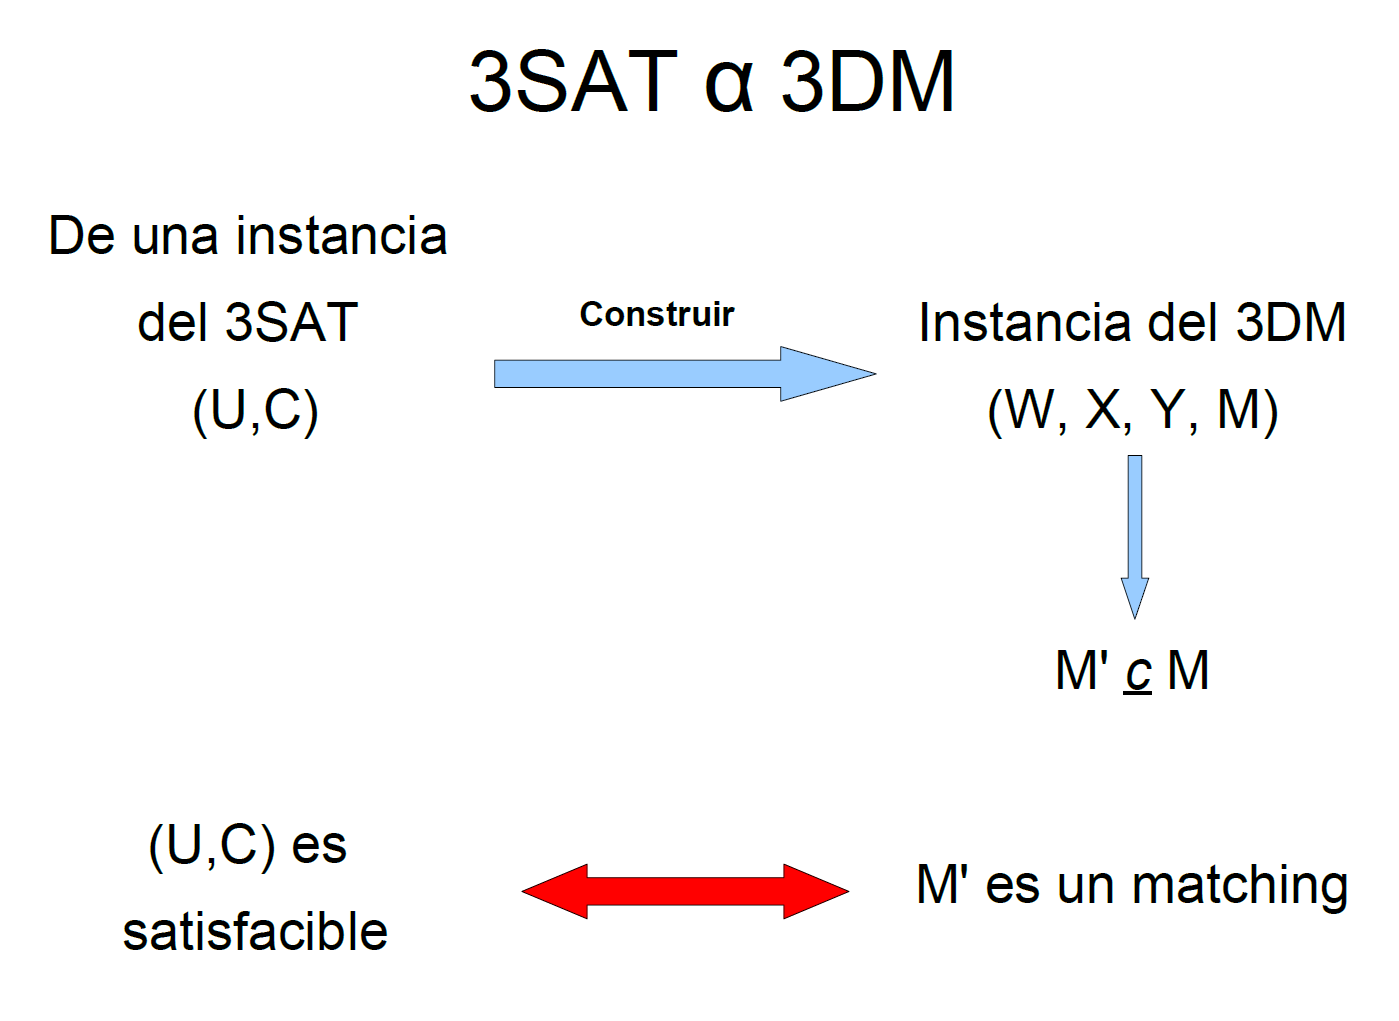 3SAT α 3DM
De una instancia
del 3SAT
(U,C)
Construir
Instancia del 3DM
(W, X, Y, M)
M' c M
(U,C) es
satisfacible
M' es un matching